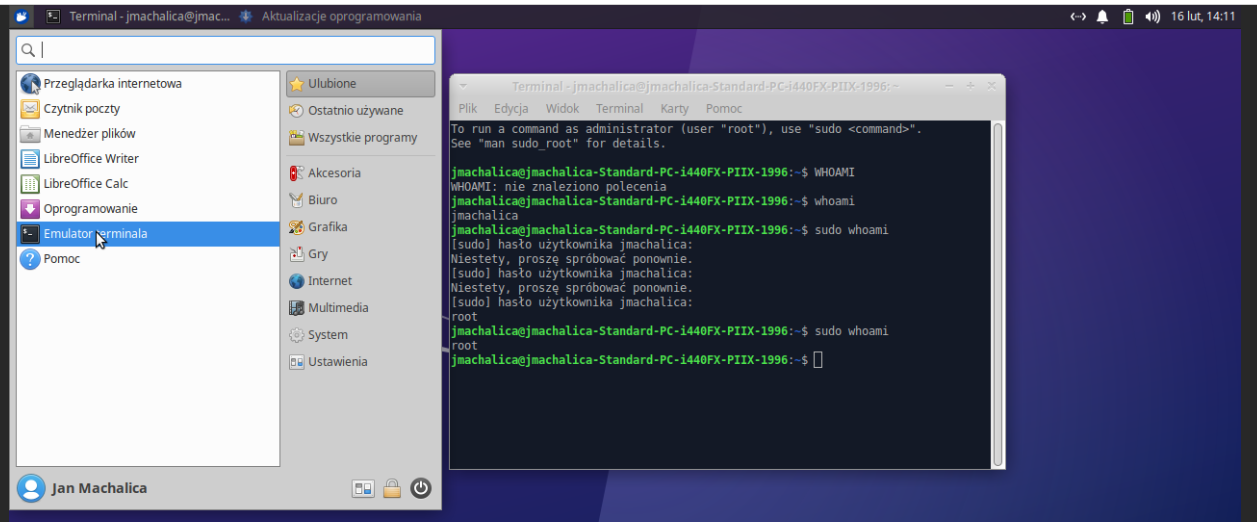 Terminal - jmachalica@jmac...
Aktualizacje oprogramowania
16 lut, 14:11
Przeglądarka internetowa
Czytnik poczty
Menedżer plików
LibreOffice Writer
LibreOffice Calc
Oprogramowanie
Emulator terminala
Pomoc
Ulubione
Ostatnio używane
Wszystkie programy
Akcesoria
Biuro
Grafika
Gry
Internet
Multimedia
System
Ustawienia
Jan Machalica
Terminal - jmachalica@jmachalica-Standard-PC-i440FX-PIIX-1996: ~
Plik Edycja Widok Terminal Karty Pomoc
To run a command as administrator (user "root"), use "sudo <command>".
See "man sudo_root" for details.
jmachalica@jmachalica-Standard-PC-i440FX-PIIX-1996:~$ WHOAMI
WHOAMI: nie znaleziono polecenia
jmachalica@jmachalica-Standard-PC-i440FX-PIIX-1996:~$ whoami
jmachalica
jmachalica@jmachalica-Standard-PC-i440FX-PIIX-1996:~$ sudo whoami
[sudo] hasło użytkownika jmachalica:
Niestety, proszę spróbować ponownie.
[sudo] hasło użytkownika jmachalica:
Niestety, proszę spróbować ponownie.
[sudo] hasło użytkownika jmachalica:
root
jmachalica@jmachalica-Standard-PC-i440FX-PIIX-1996:~$ sudo whoami
root
jmachalica@jmachalica-Standard-PC-i440FX-PIIX-1996:~$